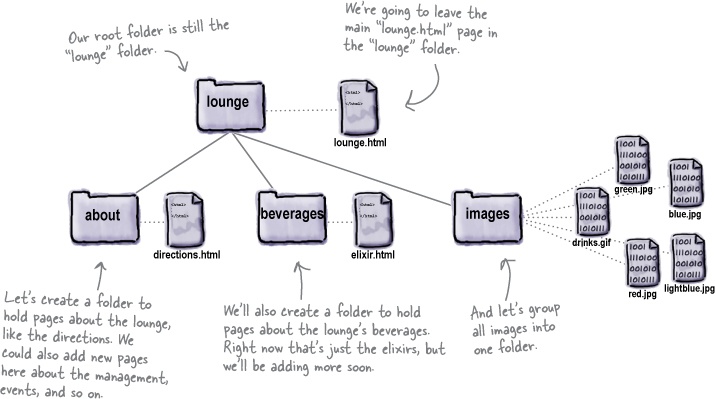 Our root folder is still the
“lounge” folder.
We’re going to leave the
main “lounge.html” page in
the “lounge” folder.
lounge
<html>
</html>
lounge.html
about
<html>
</html>
directions.html
beverages
<html>
</html>
elixir.html
images
1001
1110100
001010
1010111
green.jpg
1001
1110100
001010
1010111
blue.jpg
1001
1110100
001010
1010111
drinks.gif
1001
1110100
001010
1010111
red.jpg
1001
1110100
001010
1010111
lightblue.jpg
Let’s create a folder to
hold pages about the lounge,
like the directions. We
could also add new pages
here about the management,
events, and so on.
We’ll also create a folder to hold
pages about the lounge’s beverages.
Right now that’s just the elixirs, but
we’ll be adding more soon.
And let’s group
all images into
one folder.